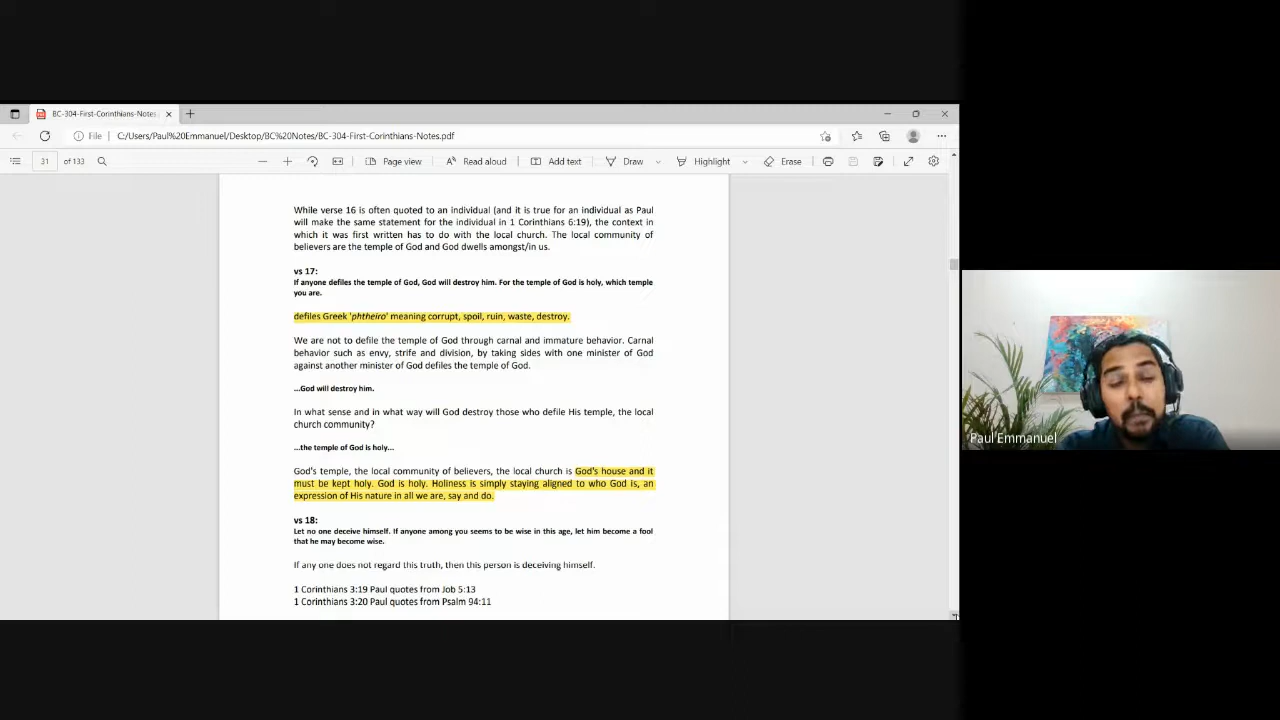 BC-304-First-Corinthians-Notes.
File
C:/Users/Paul%20Emmanuel/Desktop/BC%20Notes/BC-304-First-Corinthians-Notes.pdf
31 of 133
Page view
Read aloud
Add text
Draw
Highlight
Erase
While verse 16 is often quoted to an individual (and it is true for an individual as Paul
will make the same statement for the individual in 1 Corinthians 6:19), the context in
which it was first written has to do with the local church. The local community of
believers are the temple of God and God dwells amongst/in us.
vs 17:
If anyone defiles the temple of God, God will destroy him. For the temple of God is holy, which temple
you are.
defiles Greek 'phtheiro' meaning corrupt, spoil, ruin, waste, destroy.
We are not to defile the temple of God through carnal and immature behavior. Carnal
behavior such as envy, strife and division, by taking sides with one minister of God
against another minister of God defiles the temple of God.
...God will destroy him.
In what sense and in what way will God destroy those who defile His temple, the local
church community?
...the temple of God is holy...
God's temple, the local community of believers, the local church is God's house and it
must be kept holy. God is holy. Holiness is simply staying aligned to who God is, an
expression of His nature in all we are, say and do.
vs 18:
Let no one deceive himself. If anyone among you seems to be wise in this age, let him become a fool
that he may become wise.
If any one does not regard this truth, then this person is deceiving himself.
1 Corinthians 3:19 Paul quotes from Job 5:13
1 Corinthians 3:20 Paul quotes from Psalm 94:11
Paul Emmanuel